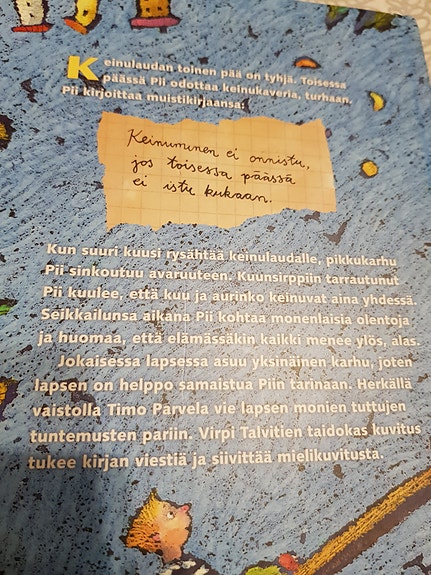 Keinulaudan toinen pää on tyhjä. Toisessa
päässä Pii odottaa keinukaveria, turhaan.
Pii kirjoittaa muistikirjaansa:
Keinuminen ei onnistu,
jos toisessa päässä
ei istu kukaan.
Kun suuri kuusi rysähtää keinulaudalle, pikkukarhu
Pii sinkoutuu avaruuteen. Kuunsirppiin tarrautunut
Pii kuulee, että kuu ja aurinko keinuvat aina yhdessä.
Seikkailunsa aikana Pii kohtaa monenlaisia olentoja
ja huomaa, että elämässäkin kaikki menee ylös, alas.
Jokaisessa lapsessa asuu yksinäinen karhu, joten
lapsen on helppo samaistua Piin tarinaan. Herkällä
vaistolla Timo Parvela vie lapsen monien tuttujen
tuntemusten pariin. Virpi Talvitien taidokas kuvitus
tukee kirjan viestiä ja siivittää mielikuvitusta.